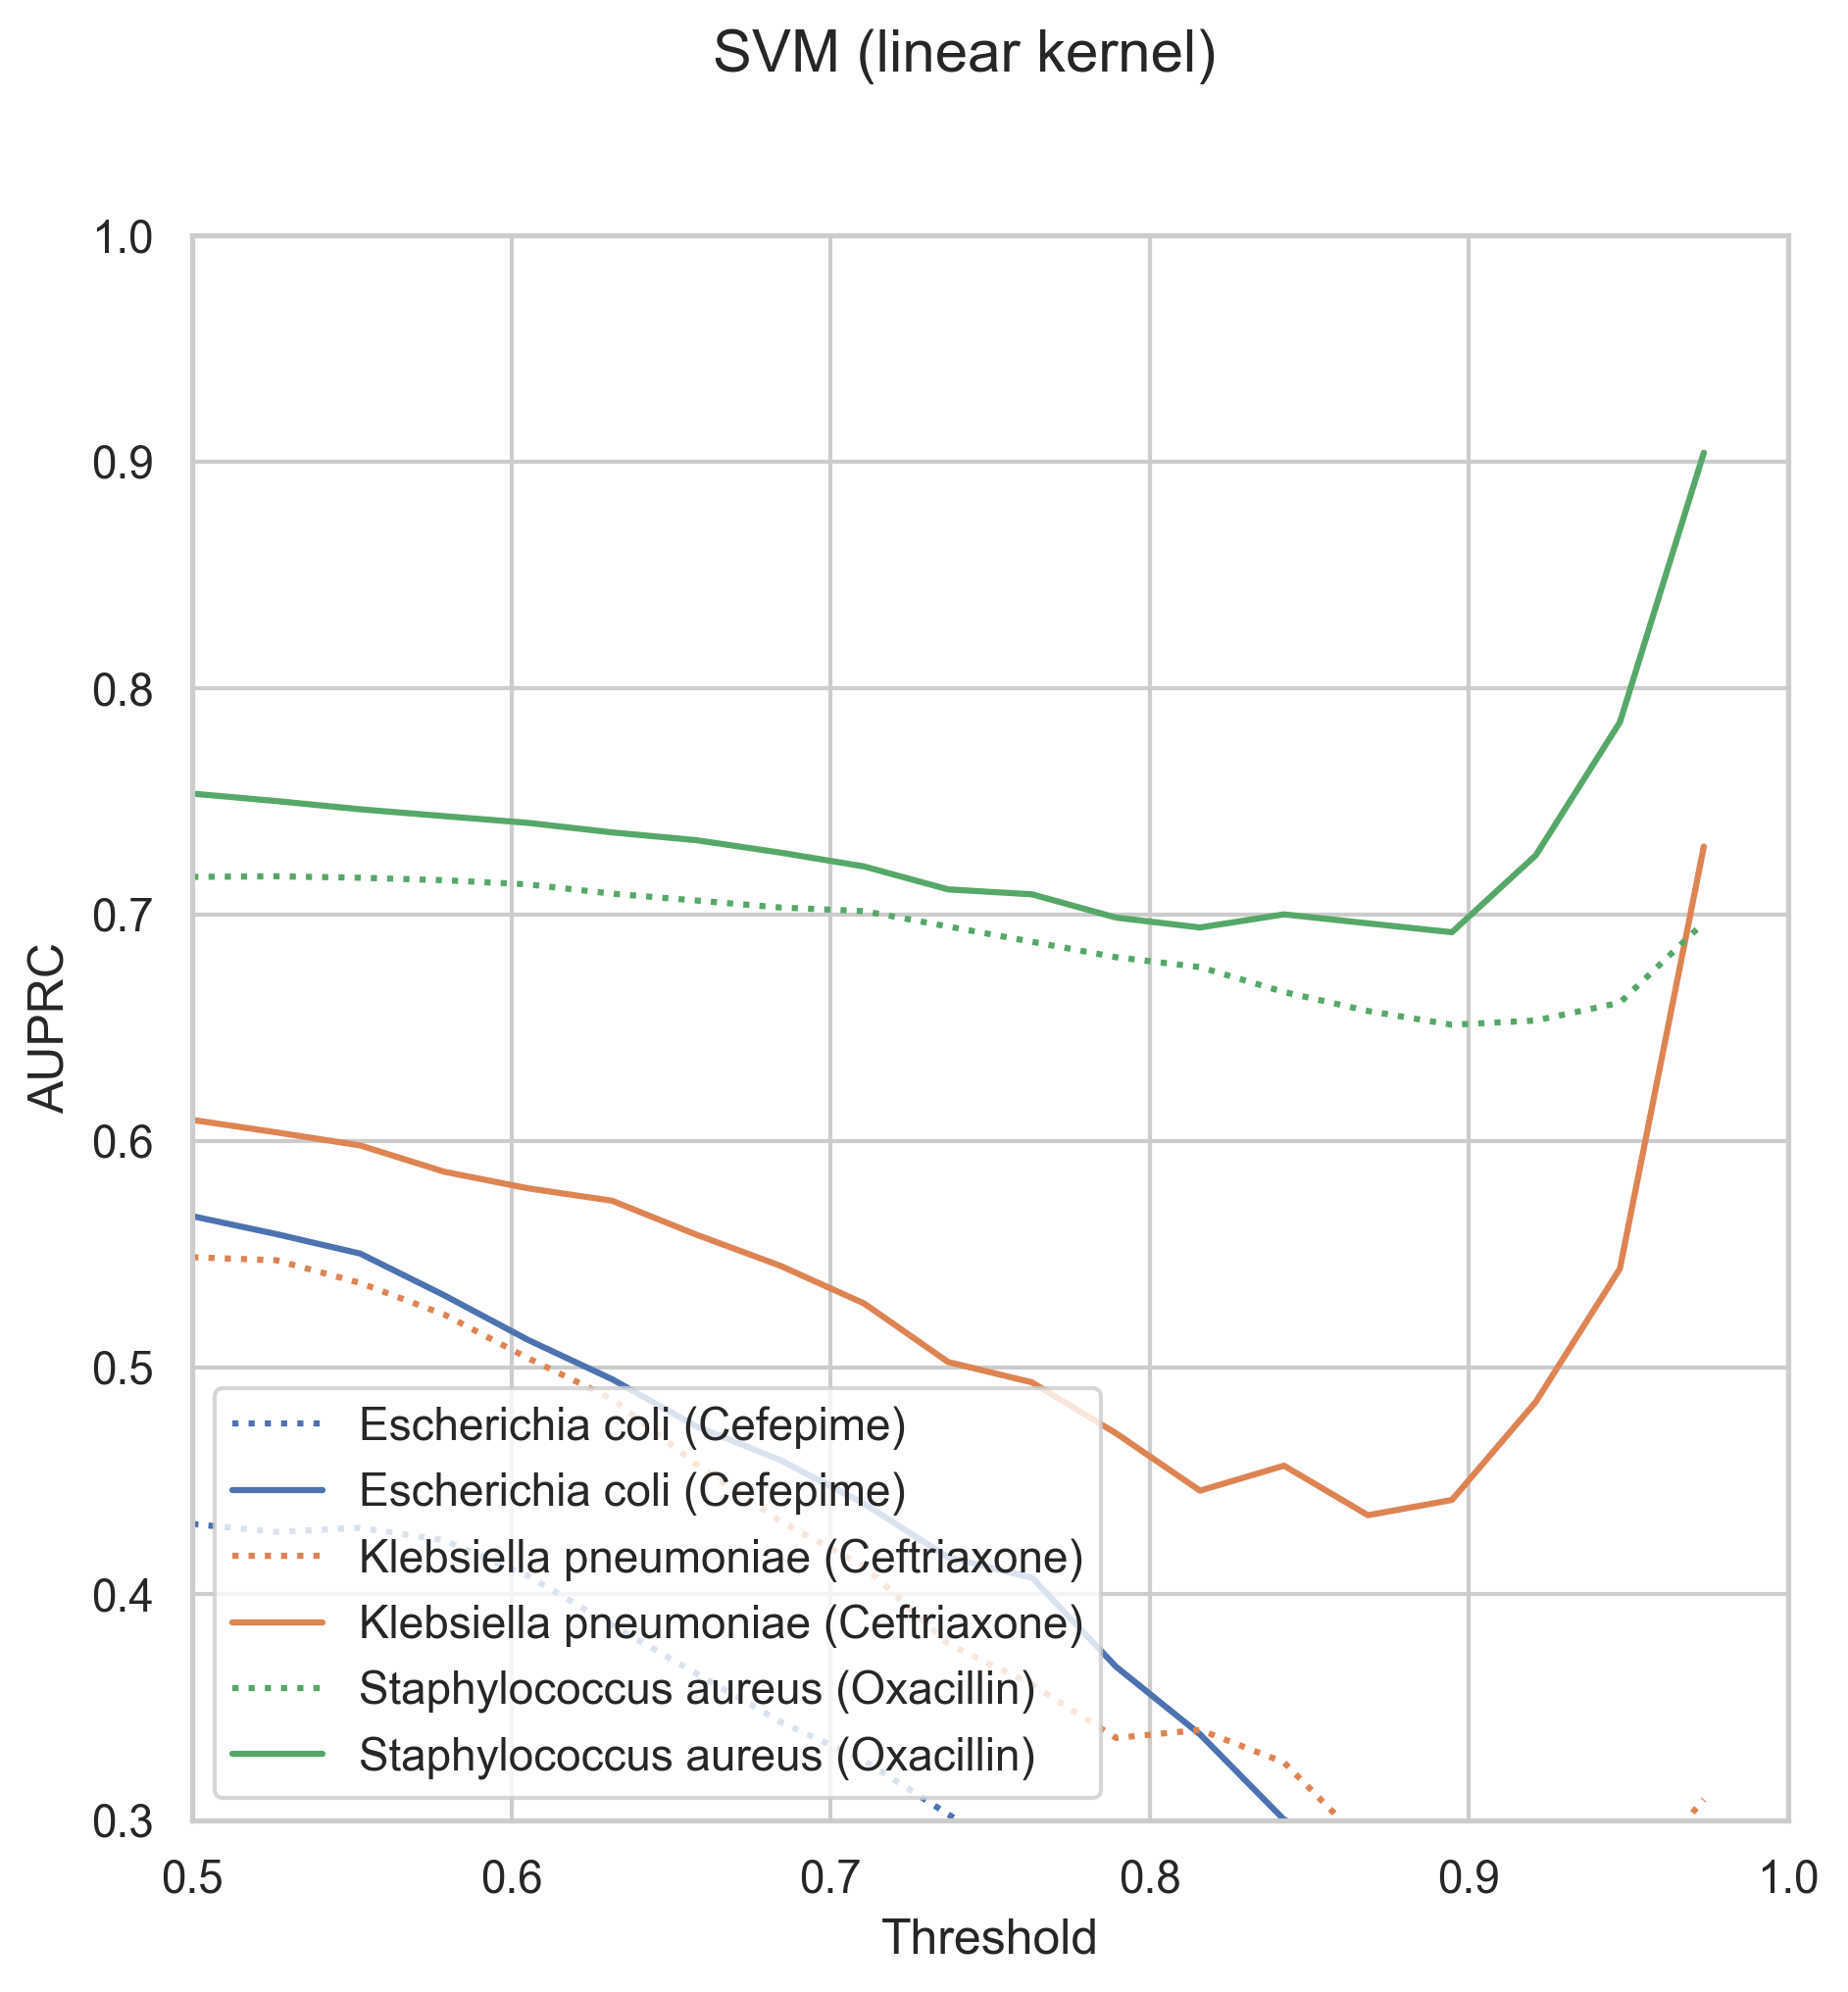 SVM (linear kernel)
1.0
0.9
0.8
0.7
0.6
0.5
0.4
0.3
AUPRC
Escherichia coli (Cefepime)
Escherichia coli (Cefepime)
Klebsiella pneumoniae (Ceftriaxone)
Klebsiella pneumoniae (Ceftriaxone)
Staphylococcus aureus (Oxacillin)
Staphylococcus aureus (Oxacillin)
0.5 0.6 0.7 0.8 0.9 1.0
Threshold